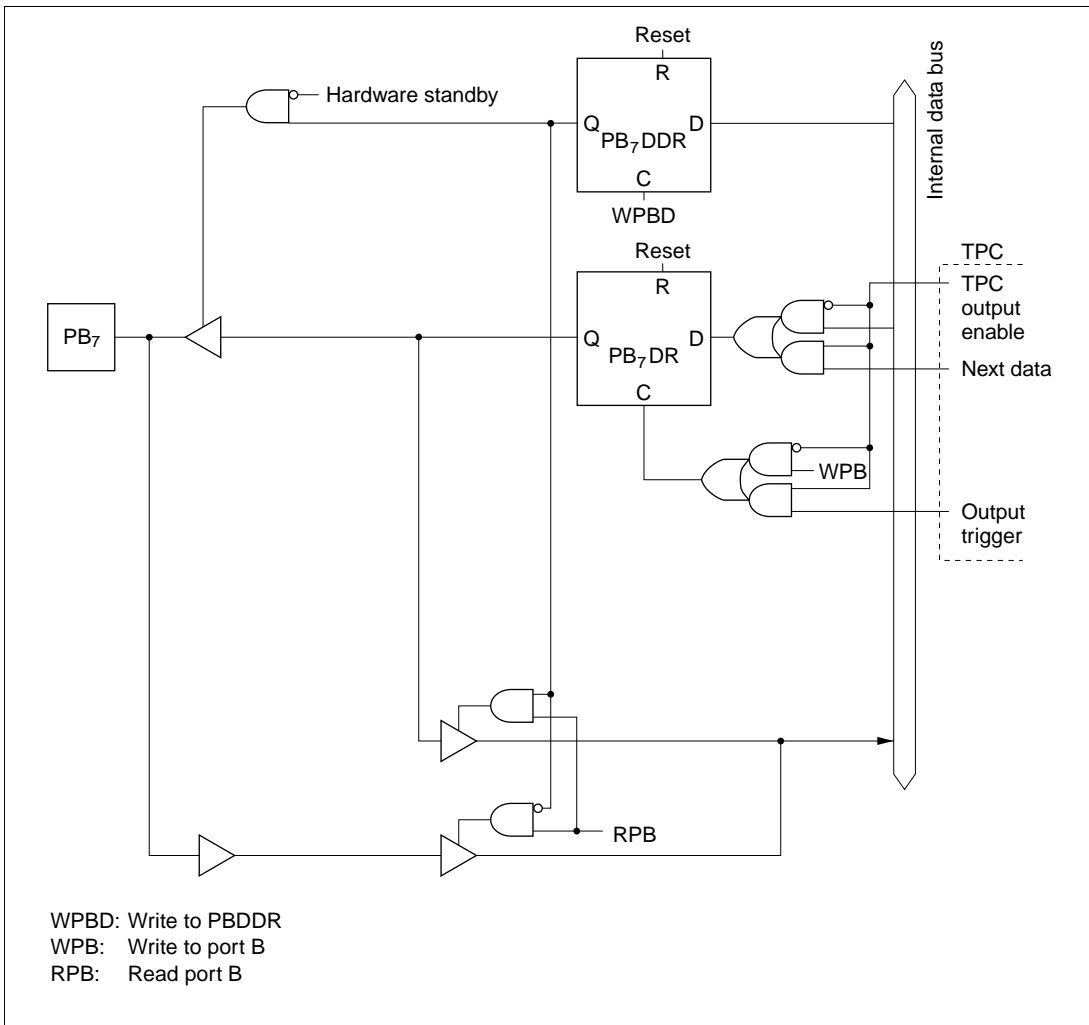 Reset
R
Hardware standby
Q
D
PB7DDR
C
WPBD
Internal data bus
Reset
R
TPC
TPC
output
enable
PB7
Q
D
PB7DR
Next data
C
WPB
Output
trigger
RPB
WPBD: Write to PBDDR
WPB: Write to port B
RPB: Read port B